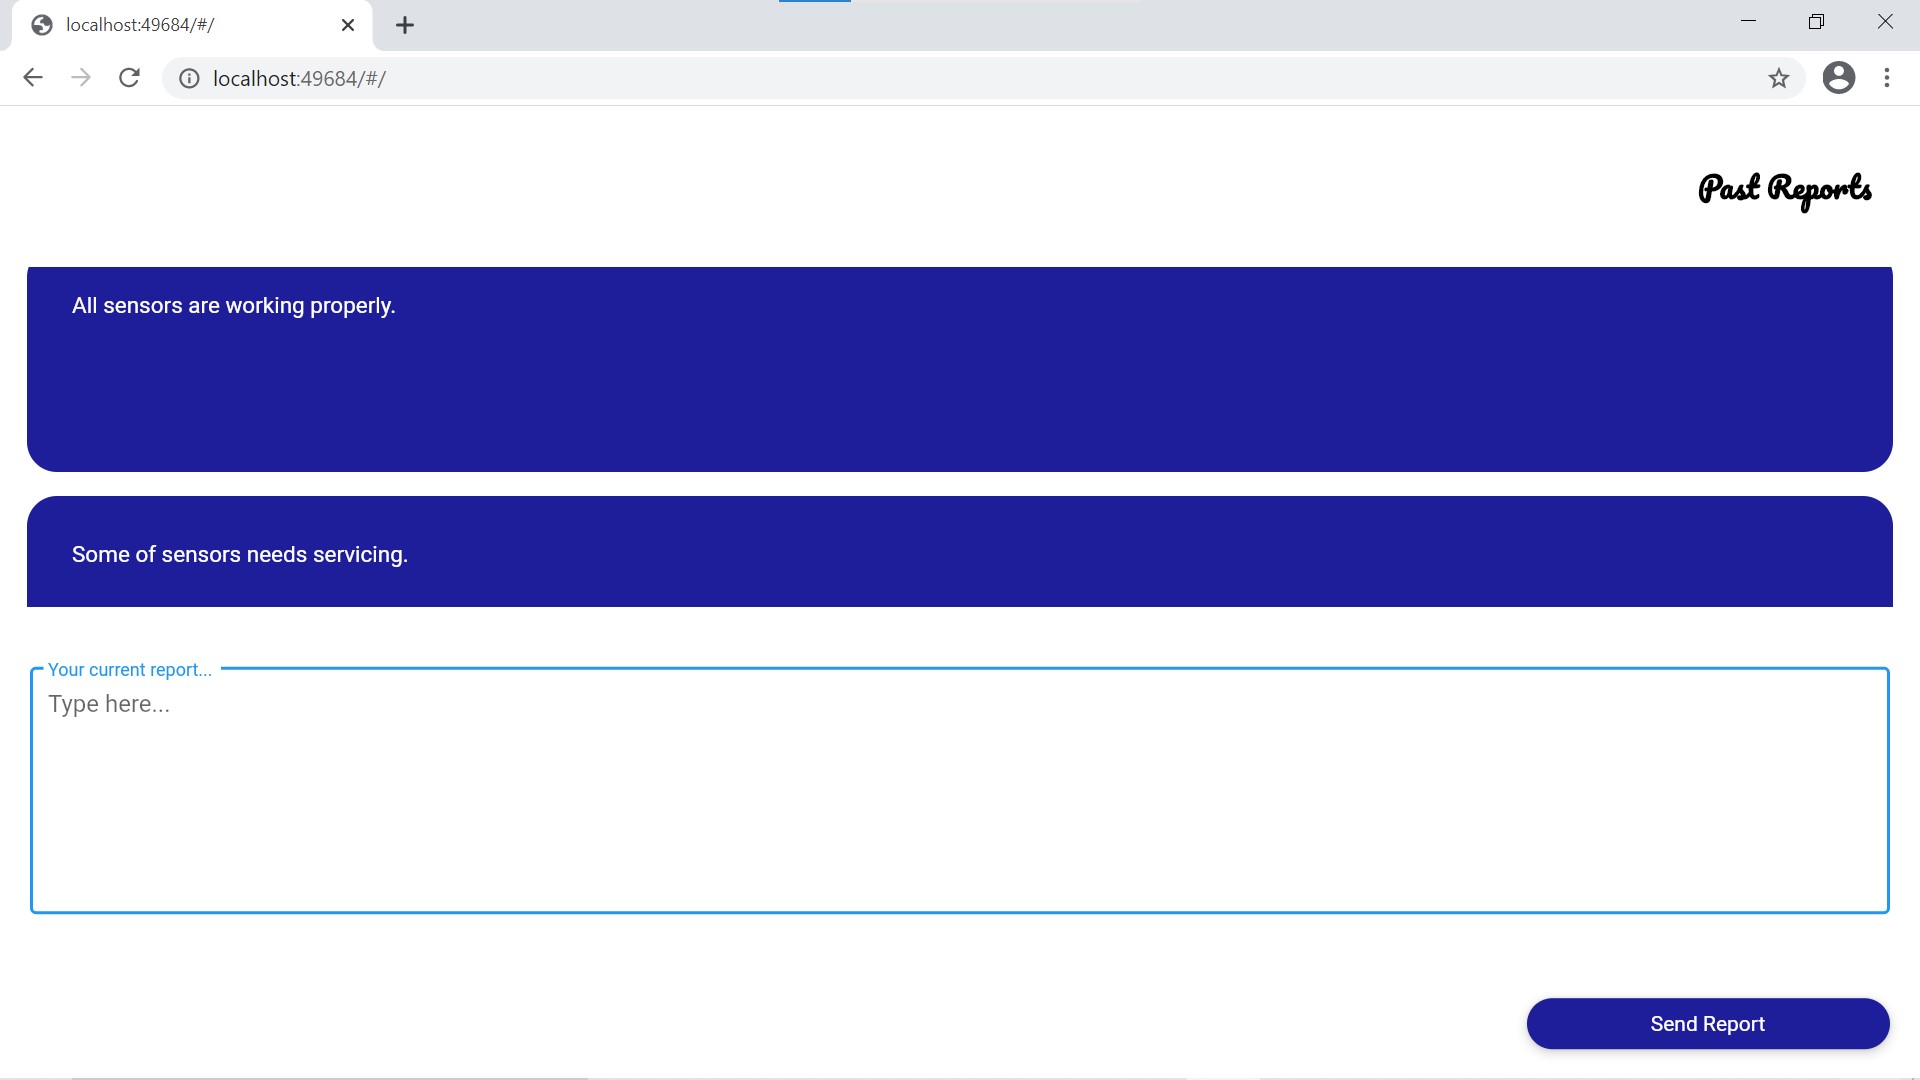 localhost:49684/#/
localhost:49684/#/
Past Reports
All sensors are working properly.
Some of sensors needs servicing.
Your current report...
Type here...
Send Report